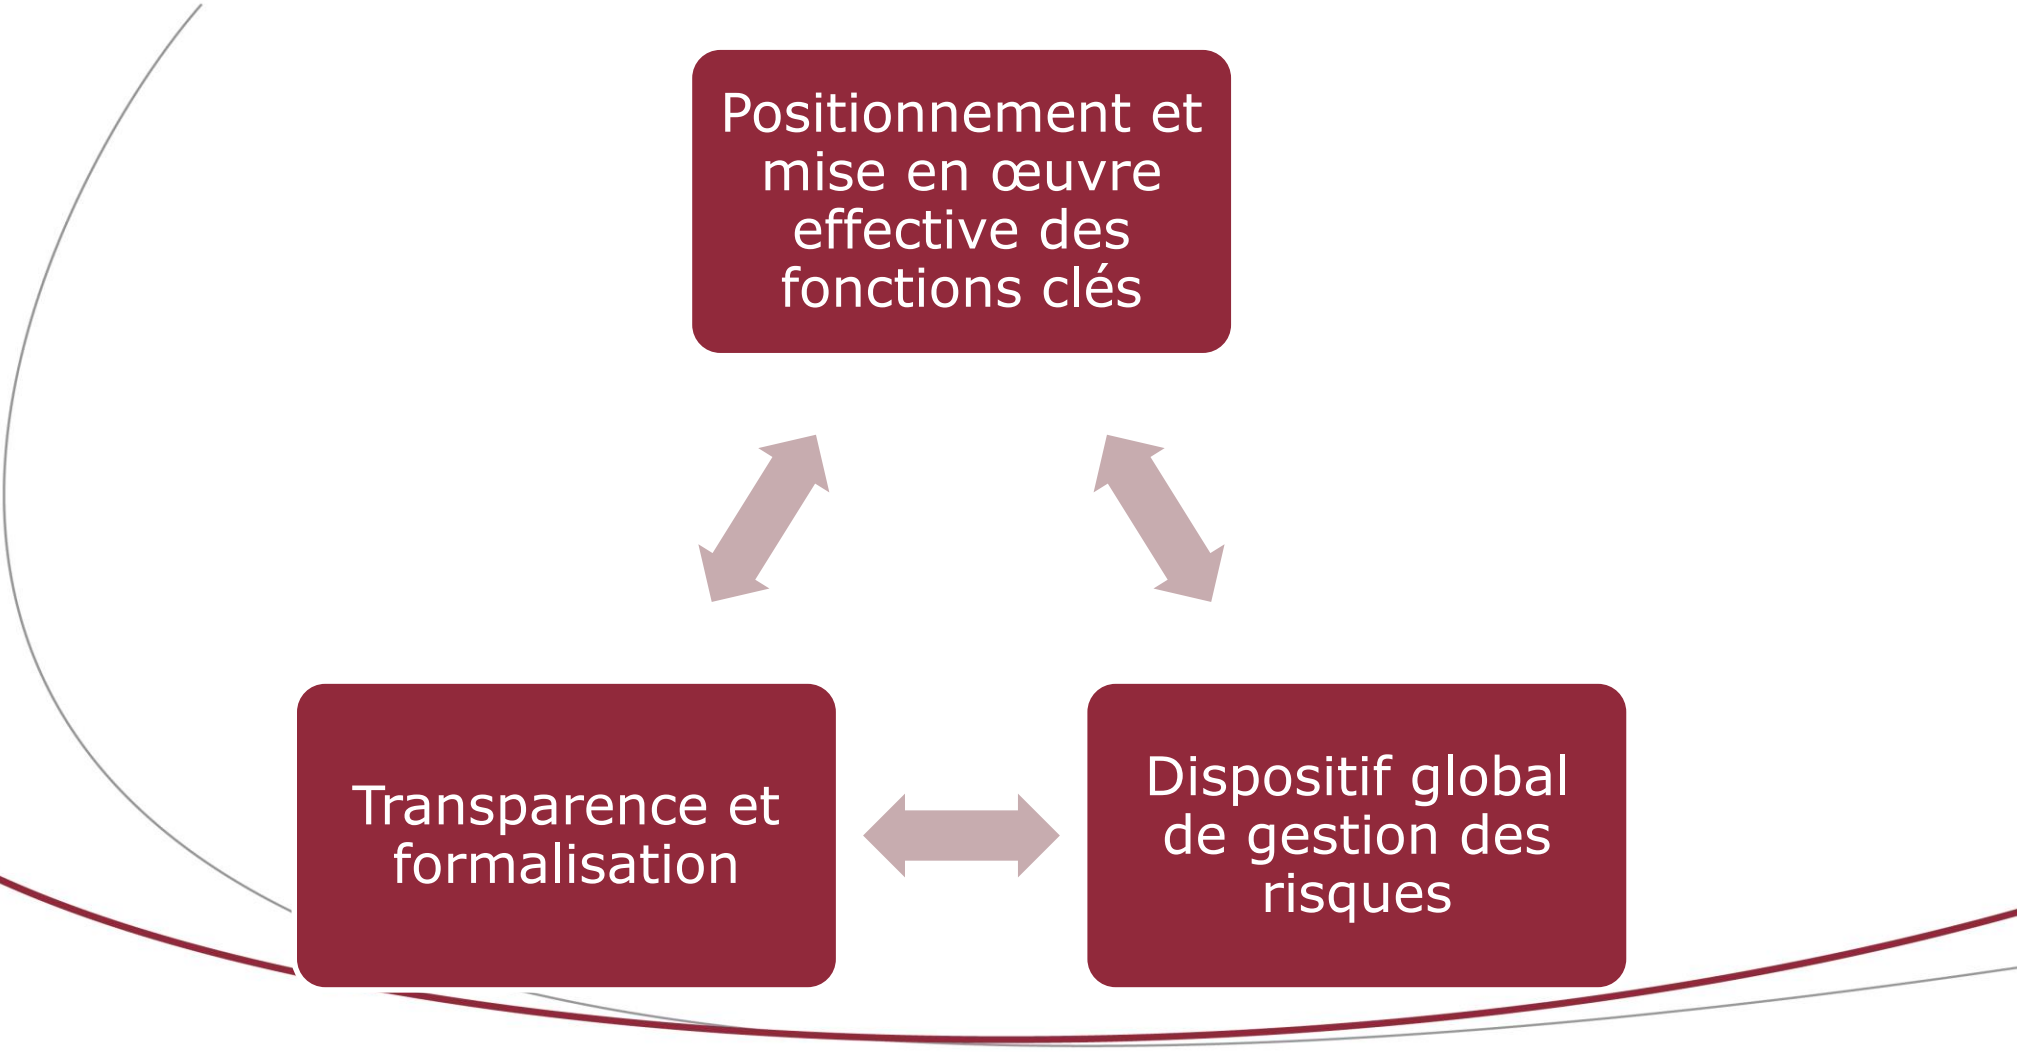 Positionnement et
mise en œuvre
effective des
fonctions clés
Transparence et
formalisation
Dispositif global
de gestion des
risques